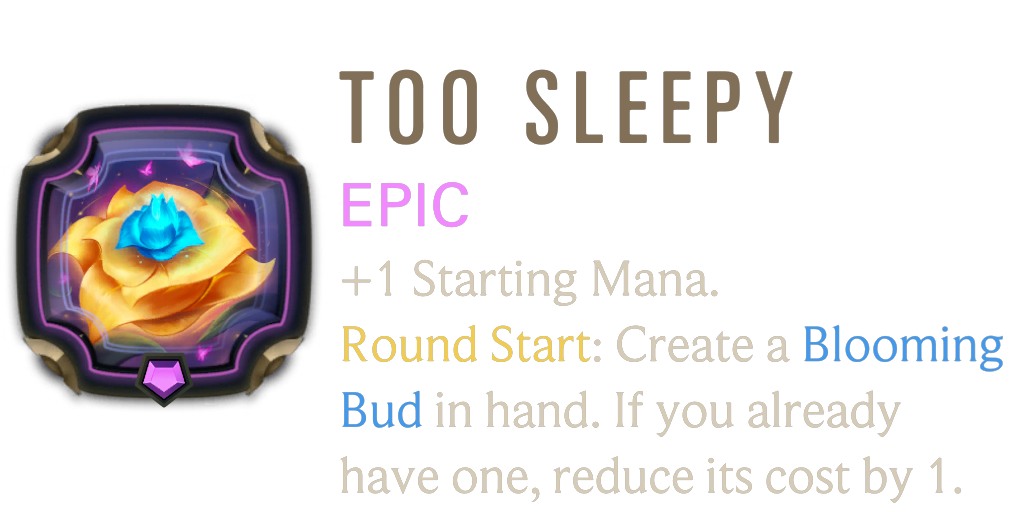 TOO SLEEPY
EPIC
+1 Starting Mana.
Round Start: Create a Blooming
Bud in hand. If you already
have one, reduce its cost by 1.